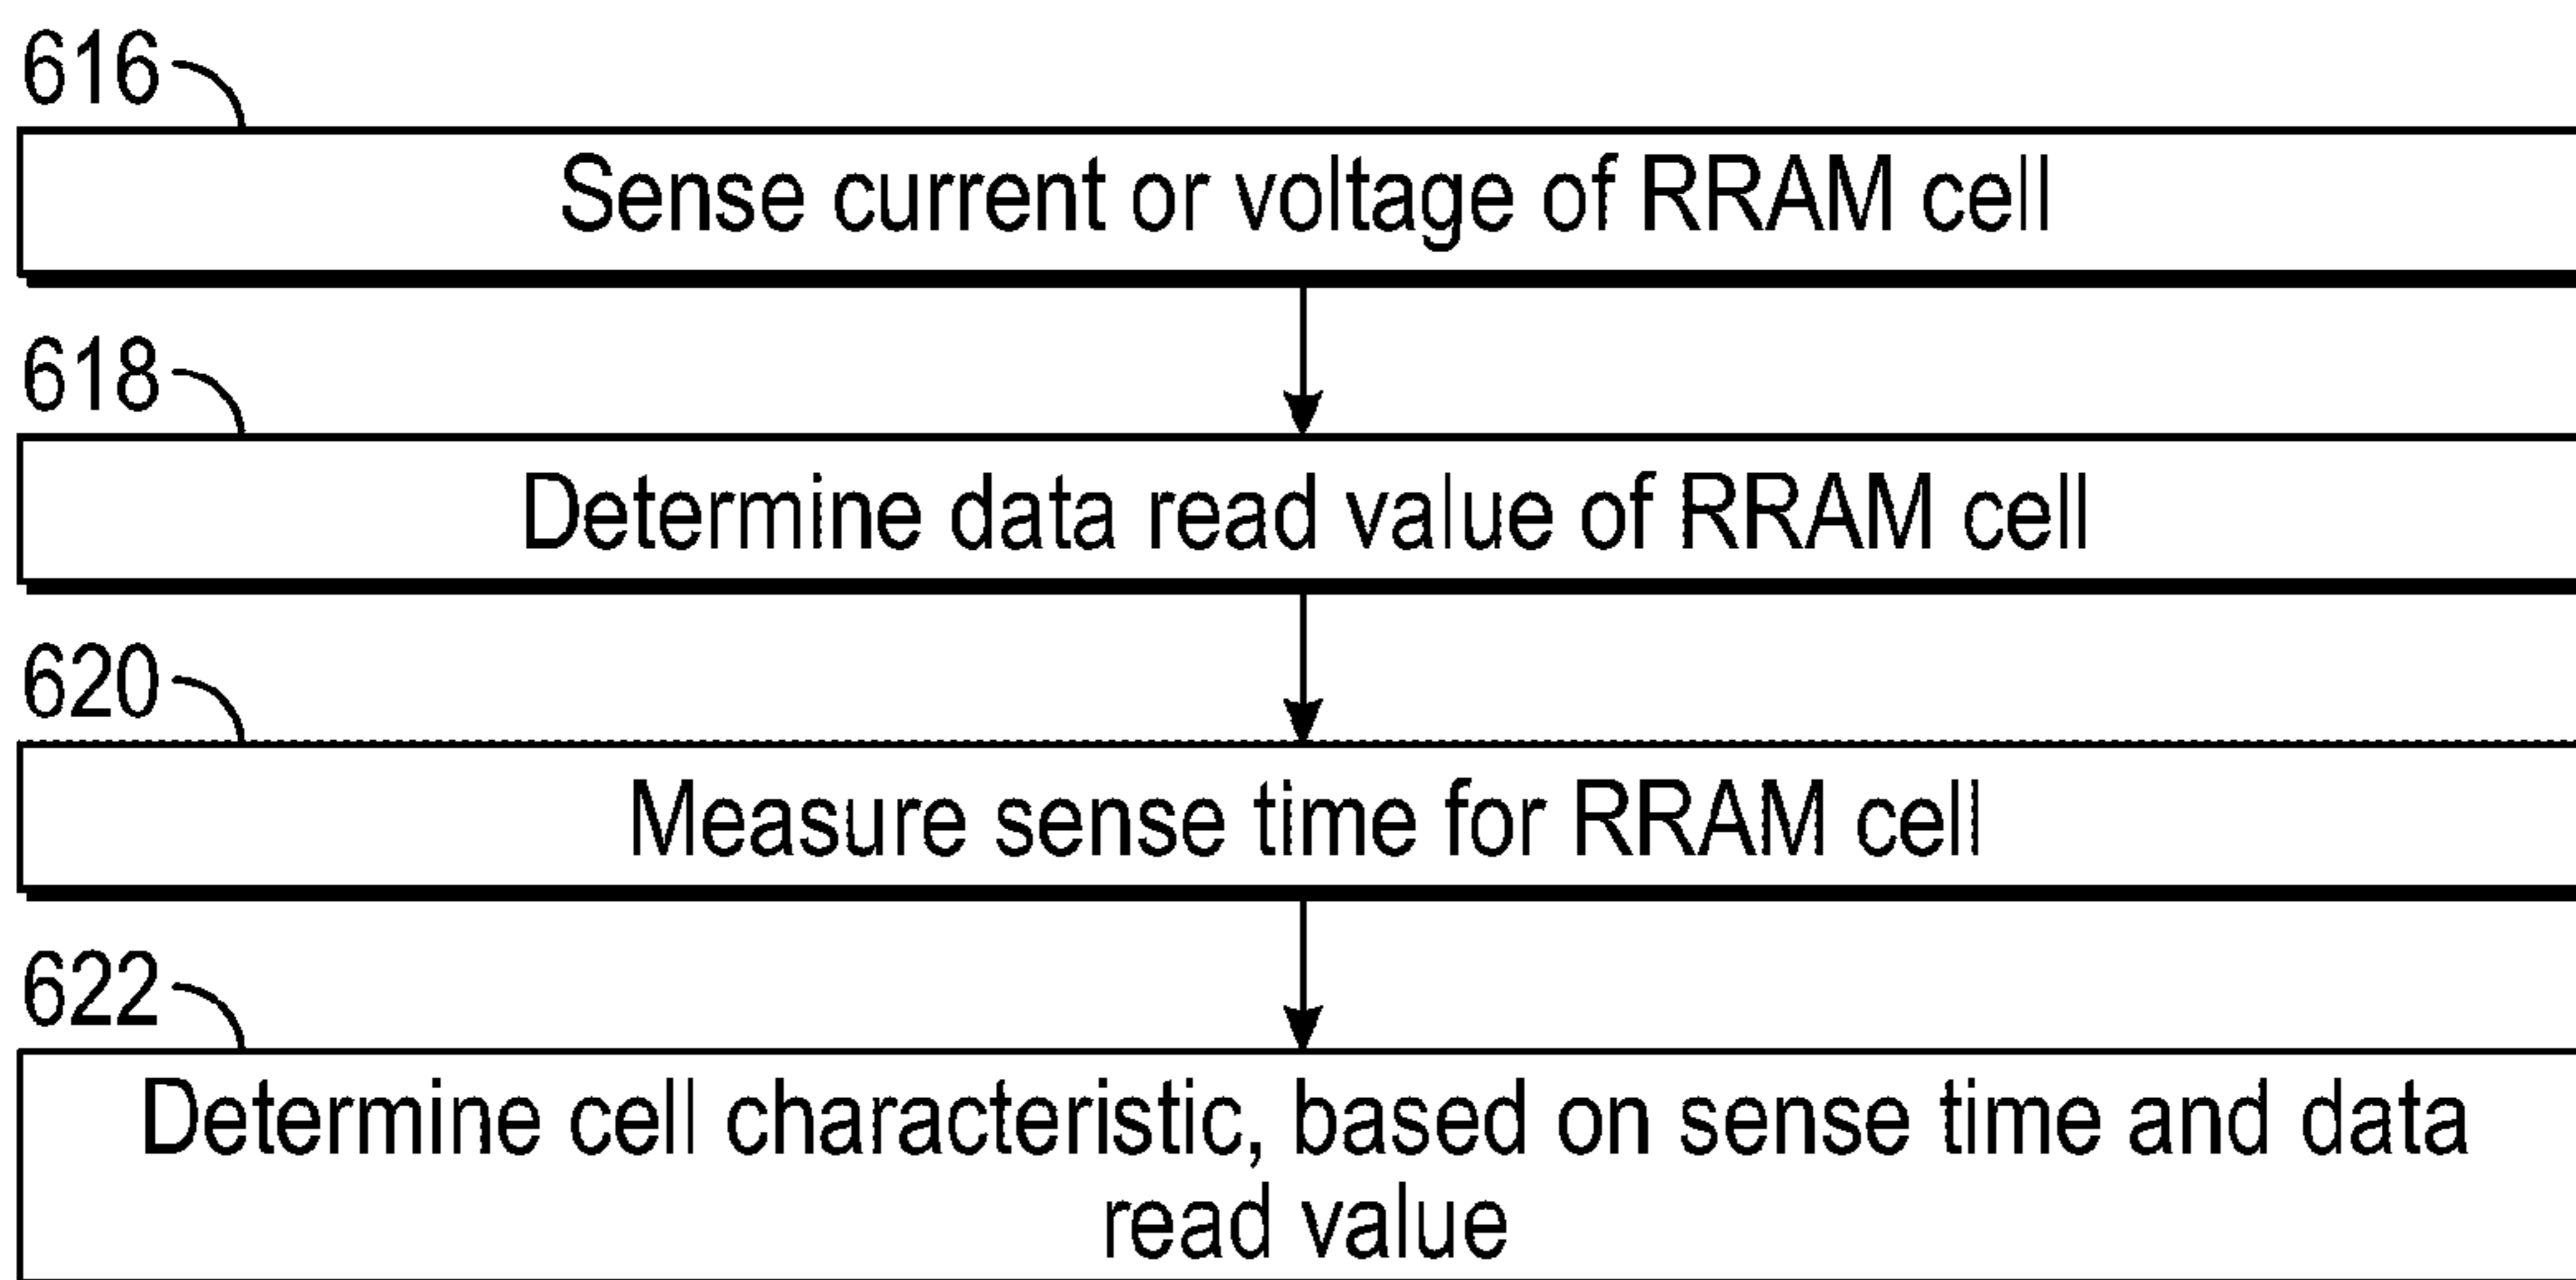 616
Sense current or voltage of RRAM cell
618
Determine data read value of RRAM cell
620
Measure sense time for RRAM cell
622
Determine cell characteristic, based on sense time and data
read value